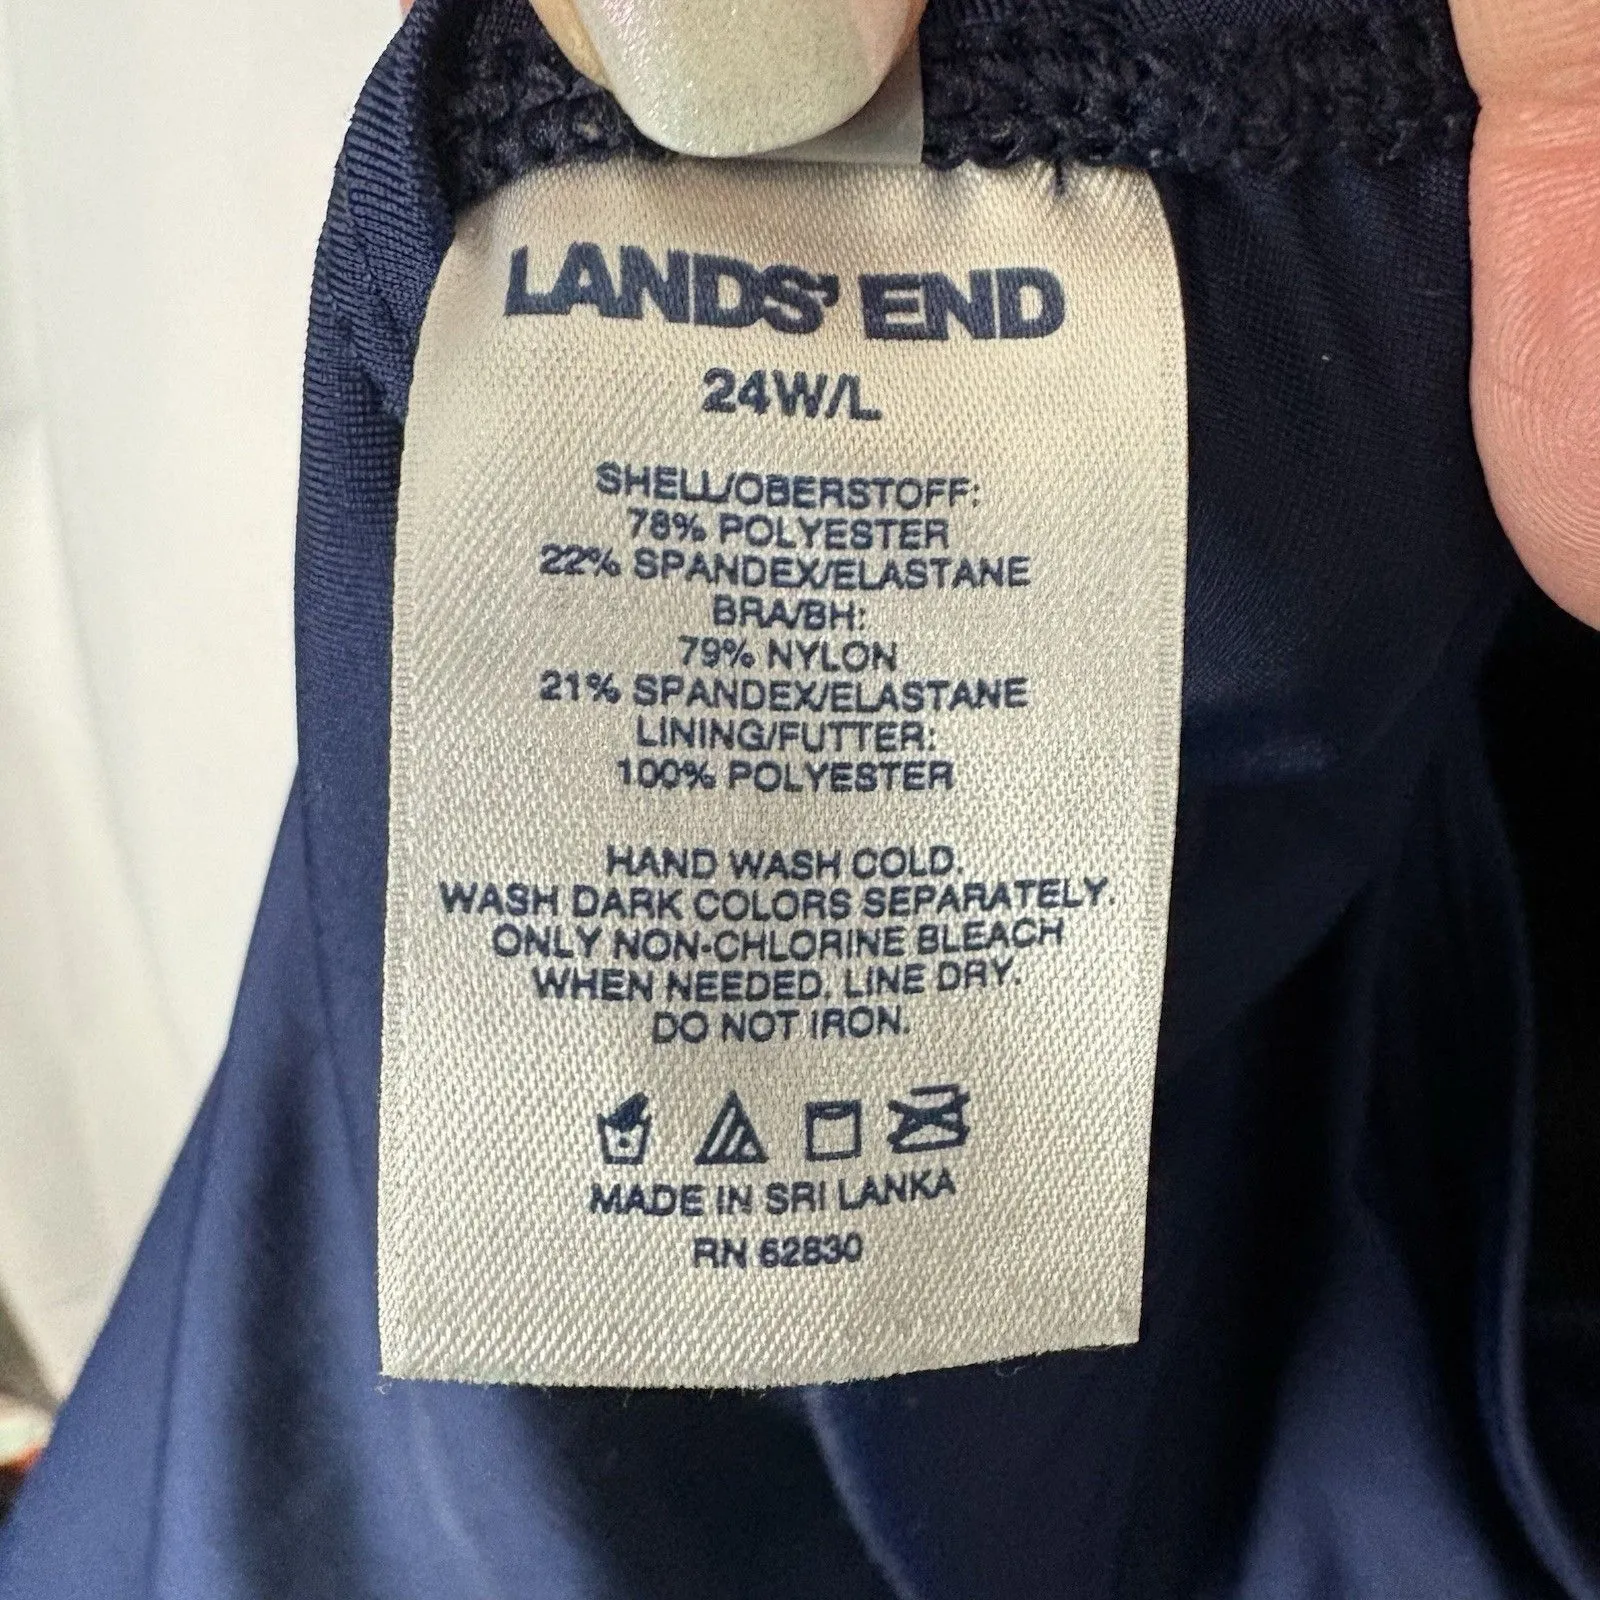 LANDS' END
24W/L
SHELL/OBERSTOFF:
78% POLYESTER
22% SPANDEX/ELASTANE
BRA/BH:
79% NYLON
21% SPANDEX/ELASTANE
LINING/FUTTER:
100% POLYESTER
HAND WASH COLD.
WASH DARK COLORS SEPARATELY.
ONLY NON-CHLORINE BLEACH
WHEN NEEDED. LINE DRY.
DO NOT IRON.
MADE IN SRI LANKA
RN 62830